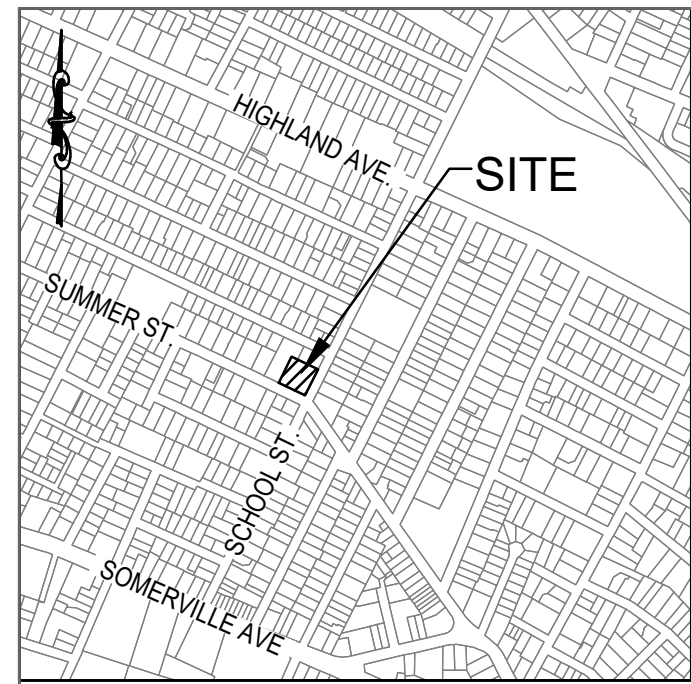 HIGHLAND AVE.
SITE
SUMMER ST.
SCHOOL ST.
SOMERVILLE AVE